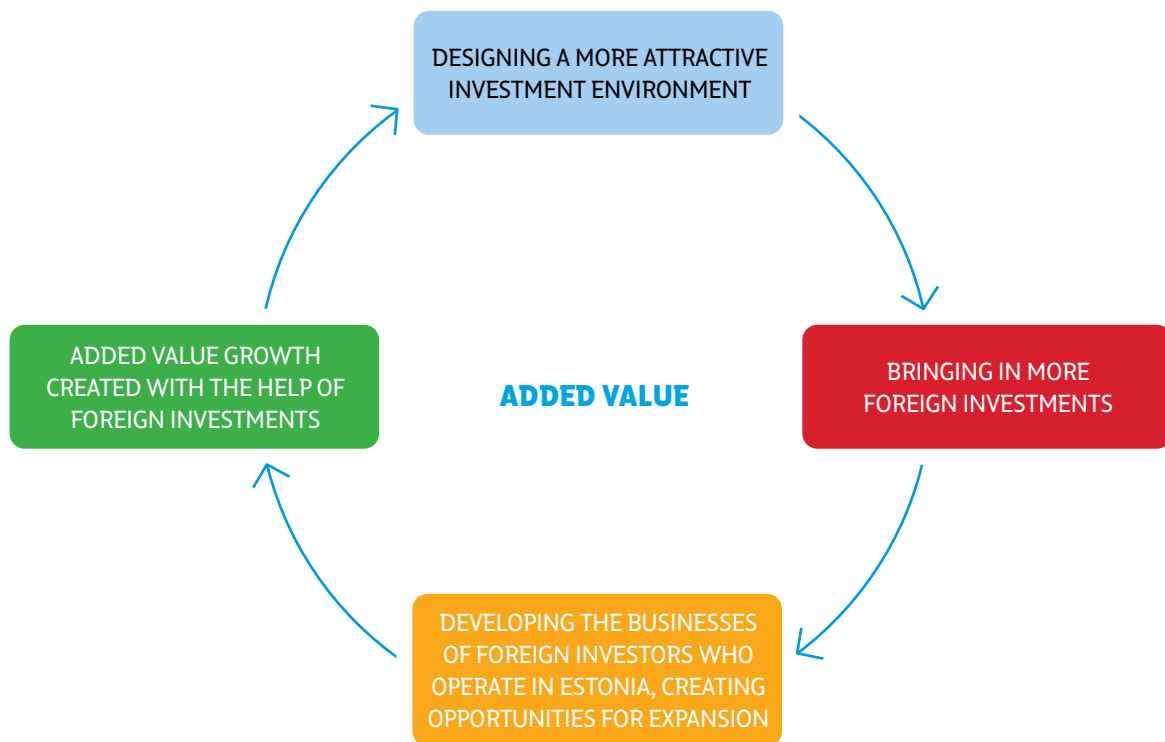 DESIGNING A MORE ATTRACTIVE
INVESTMENT ENVIRONMENT
BRINGING IN MORE
FOREIGN INVESTMENTS
DEVELOPING THE BUSINESSES
OF FOREIGN INVESTORS WHO
OPERATE IN ESTONIA, CREATING
OPPORTUNITIES FOR EXPANSION
ADDED VALUE GROWTH
CREATED WITH THE HELP OF
FOREIGN INVESTMENTS
ADDED VALUE